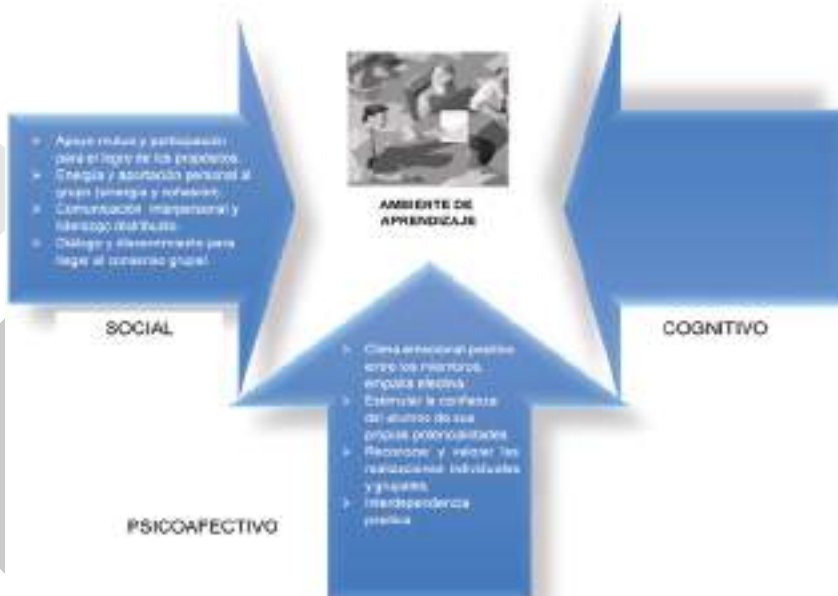 ➢ Apoyo mutuo y participación
para el logro de los propósitos.
➢ Energía y aportación personal al
grupo (sinergia y cohesión).
➢ Comunicación interpersonal y
liderazgo distribuido.
➢ Diálogo y discernimiento para
llegar al consenso grupal.
SOCIAL
AMBIENTE DE
APRENDIZAJE
COGNITIVO
➢ Clima emocional positivo
entre los miembros,
empatía efectiva
➢ Estimular la confianza
del alumno de sus
propias potencialidades
➢ Reconocer y valorar las
realizaciones individuales
y grupales
➢ Interdependencia
positiva
PSICOAFECTIVO